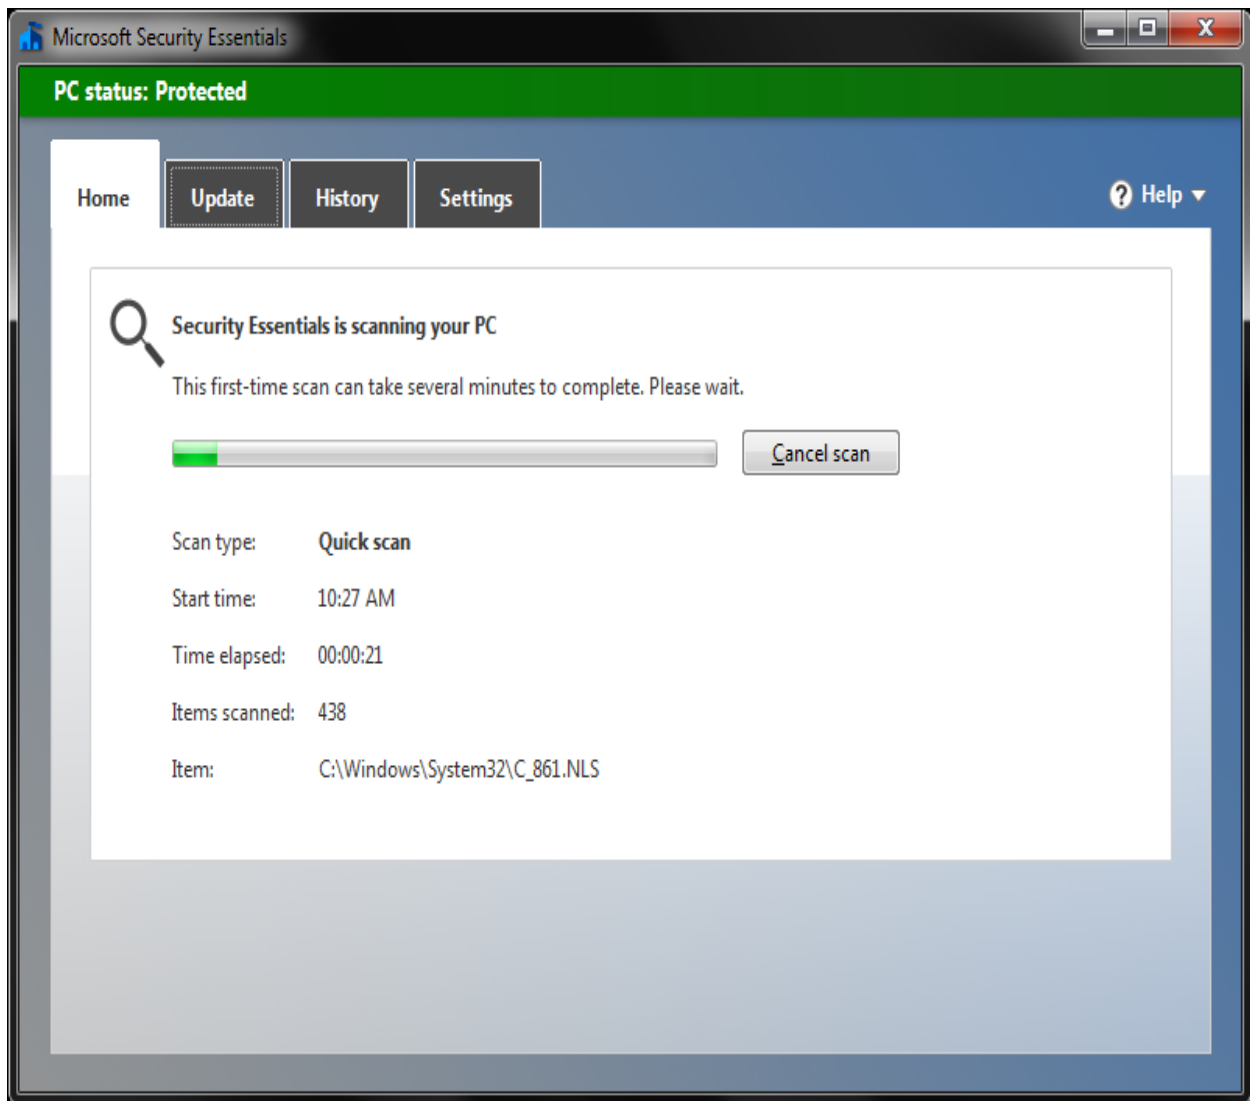 Microsoft Security Essentials
PC status: Protected
Home Update History Settings
Help
Security Essentials is scanning your PC
This first-time scan can take several minutes to complete. Please wait.
Cancel scan
Scan type: Quick scan
Start time: 10:27 AM
Time elapsed: 00:00:21
Items scanned: 438
Item: C:\Windows\System32\C_861.NLS